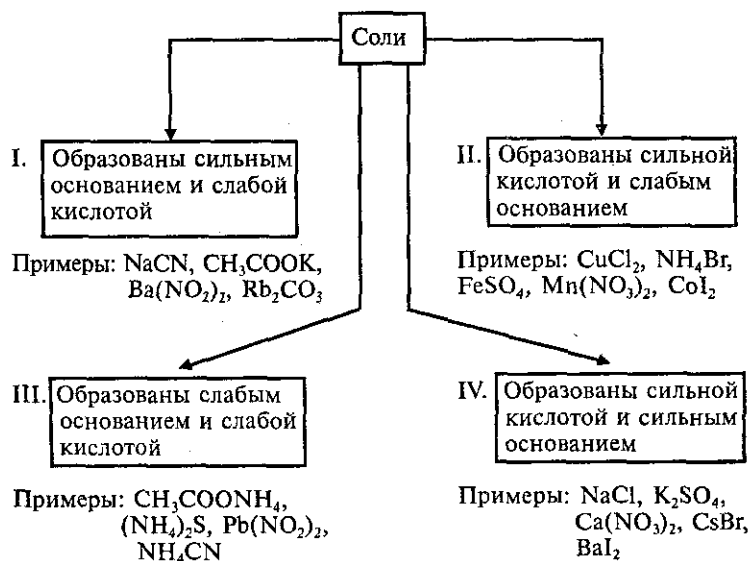 Соли
I. Образованы сильным
основанием и слабой
кислотой
Примеры: NaCN, CH₃COOK,
Ba(NO₂)₂, Rb₂CO₃
II. Образованы сильной
кислотой и слабым
основанием
Примеры: CuCl₂, NH₄Br,
FeSO₄, Mn(NO₃)₂, CoI₂
III. Образованы слабым
основанием и слабой
кислотой
Примеры: CH₃COONH₄,
(NH₄)₂S, Pb(NO₂)₂,
NH₄CN
IV. Образованы сильной
кислотой и сильным
основанием
Примеры: NaCl, K₂SO₄,
Ca(NO₃)₂, CsBr,
BaI₂